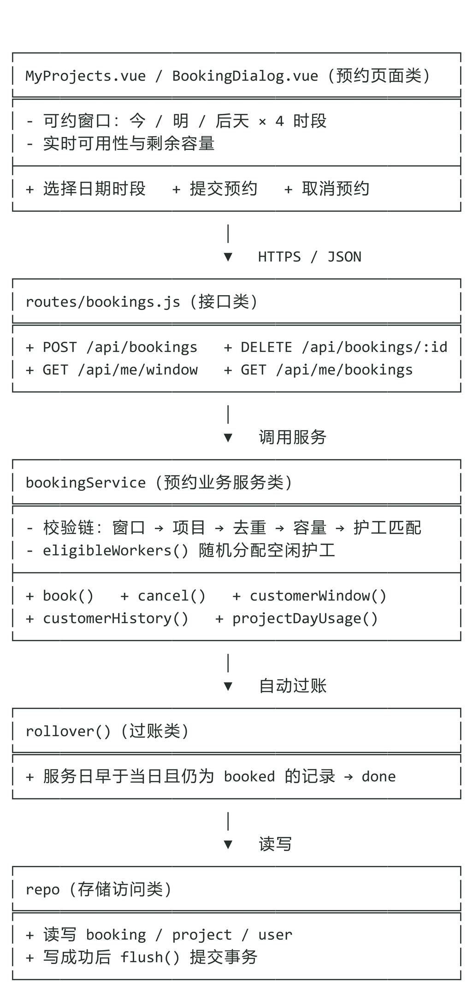 MyProjects.vue / BookingDialog.vue (预约页面类)
- 可约窗口: 今 / 明 / 后天 × 4 时段
- 实时可用性与剩余容量
+ 选择日期时段 + 提交预约 + 取消预约
▼ HTTPS / JSON
routes/bookings.js (接口类)
+ POST /api/bookings + DELETE /api/bookings/:id
+ GET /api/me/window + GET /api/me/bookings
▼ 调用服务
bookingService (预约业务服务类)
- 校验链: 窗口 → 项目 → 去重 → 容量 → 护工匹配
- eligibleWorkers() 随机分配空闲护工
+ book() + cancel() + customerWindow()
+ customerHistory() + projectDayUsage()
▼ 自动过账
rollover() (过账类)
+ 服务日早于当日且仍为 booked 的记录 → done
▼ 读写
repo (存储访问类)
+ 读写 booking / project / user
+ 写成功后 flush() 提交事务